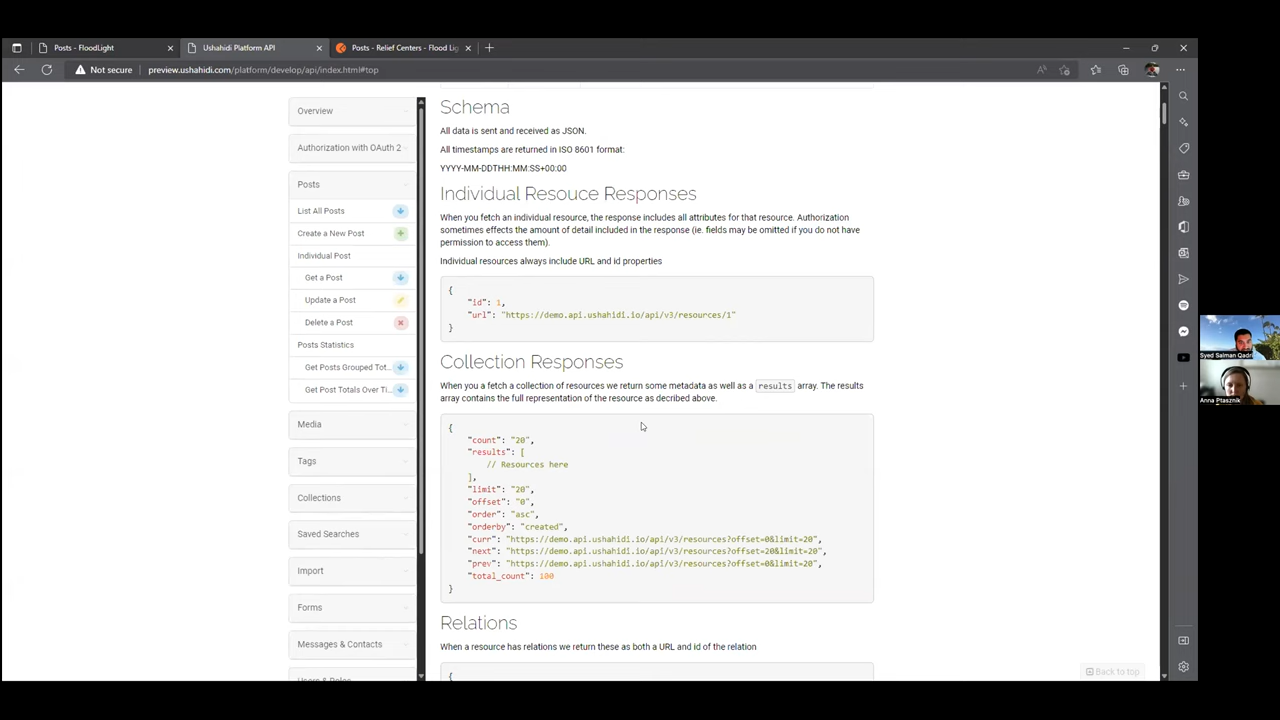 Posts - FloodLight
Ushahidi Platform API
Posts - Relief Centers - Flood Lig
Not secure
preview.ushahidi.com/platform/develop/api/index.html#top
Overview
Authorization with OAuth 2
Posts
List All Posts
Create a New Post
Individual Post
Get a Post
Update a Post
Delete a Post
Posts Statistics
Get Posts Grouped Tot...
Get Post Totals Over Ti...
Media
Tags
Collections
Saved Searches
Import
Forms
Messages & Contacts
Users & Roles
Schema
All data is sent and received as JSON.
All timestamps are returned in ISO 8601 format:
YYYY-MM-DDTHH:MM:SS+00:00
Individual Resouce Responses
When you fetch an individual resource, the response includes all attributes for that resource. Authorization
sometimes effects the amount of detail included in the response (ie. fields may be omitted if you do not have
permission to access them).
Individual resources always include URL and id properties
{
"id": 1,
"url": "https://demo.api.ushahidi.io/api/v3/resources/1"
}
Collection Responses
When you a fetch a collection of resources we return some metadata as well as a results array. The results
array contains the full representation of the resource as decribed above.
{
"count": "20",
"results": [
// Resources here
],
"limit": "20",
"offset": "0",
"order": "asc",
"orderby": "created",
"curr": "https://demo.api.ushahidi.io/api/v3/resources?offset=0&limit=20",
"next": "https://demo.api.ushahidi.io/api/v3/resources?offset=20&limit=20",
"prev": "https://demo.api.ushahidi.io/api/v3/resources?offset=0&limit=20",
"total_count": 100
}
Relations
When a resource has relations we return these as both a URL and id of the relation
{
Back to top
Syed Salman Qadri
Anna Ptasznik